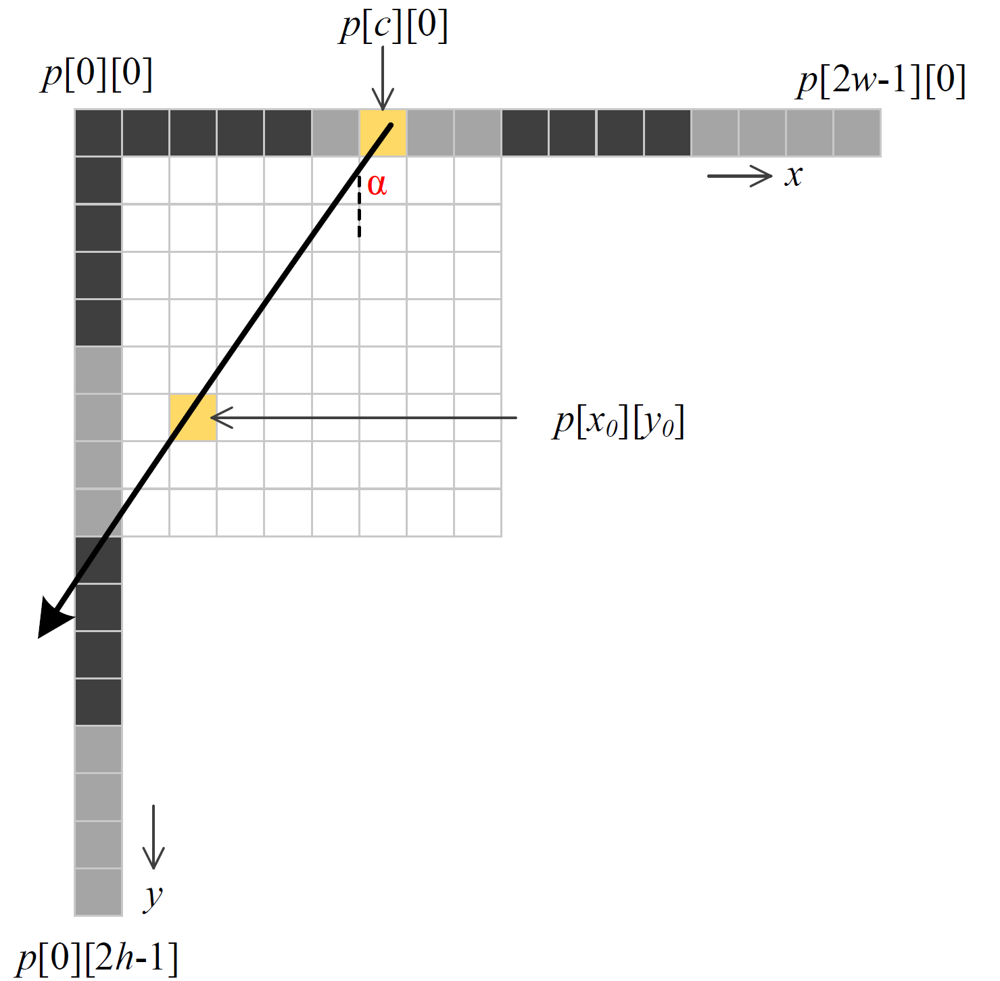 p[c][0]
p[0][0]
p[2w-1][0]
x
α
p[x₀][y₀]
y
p[0][2h-1]